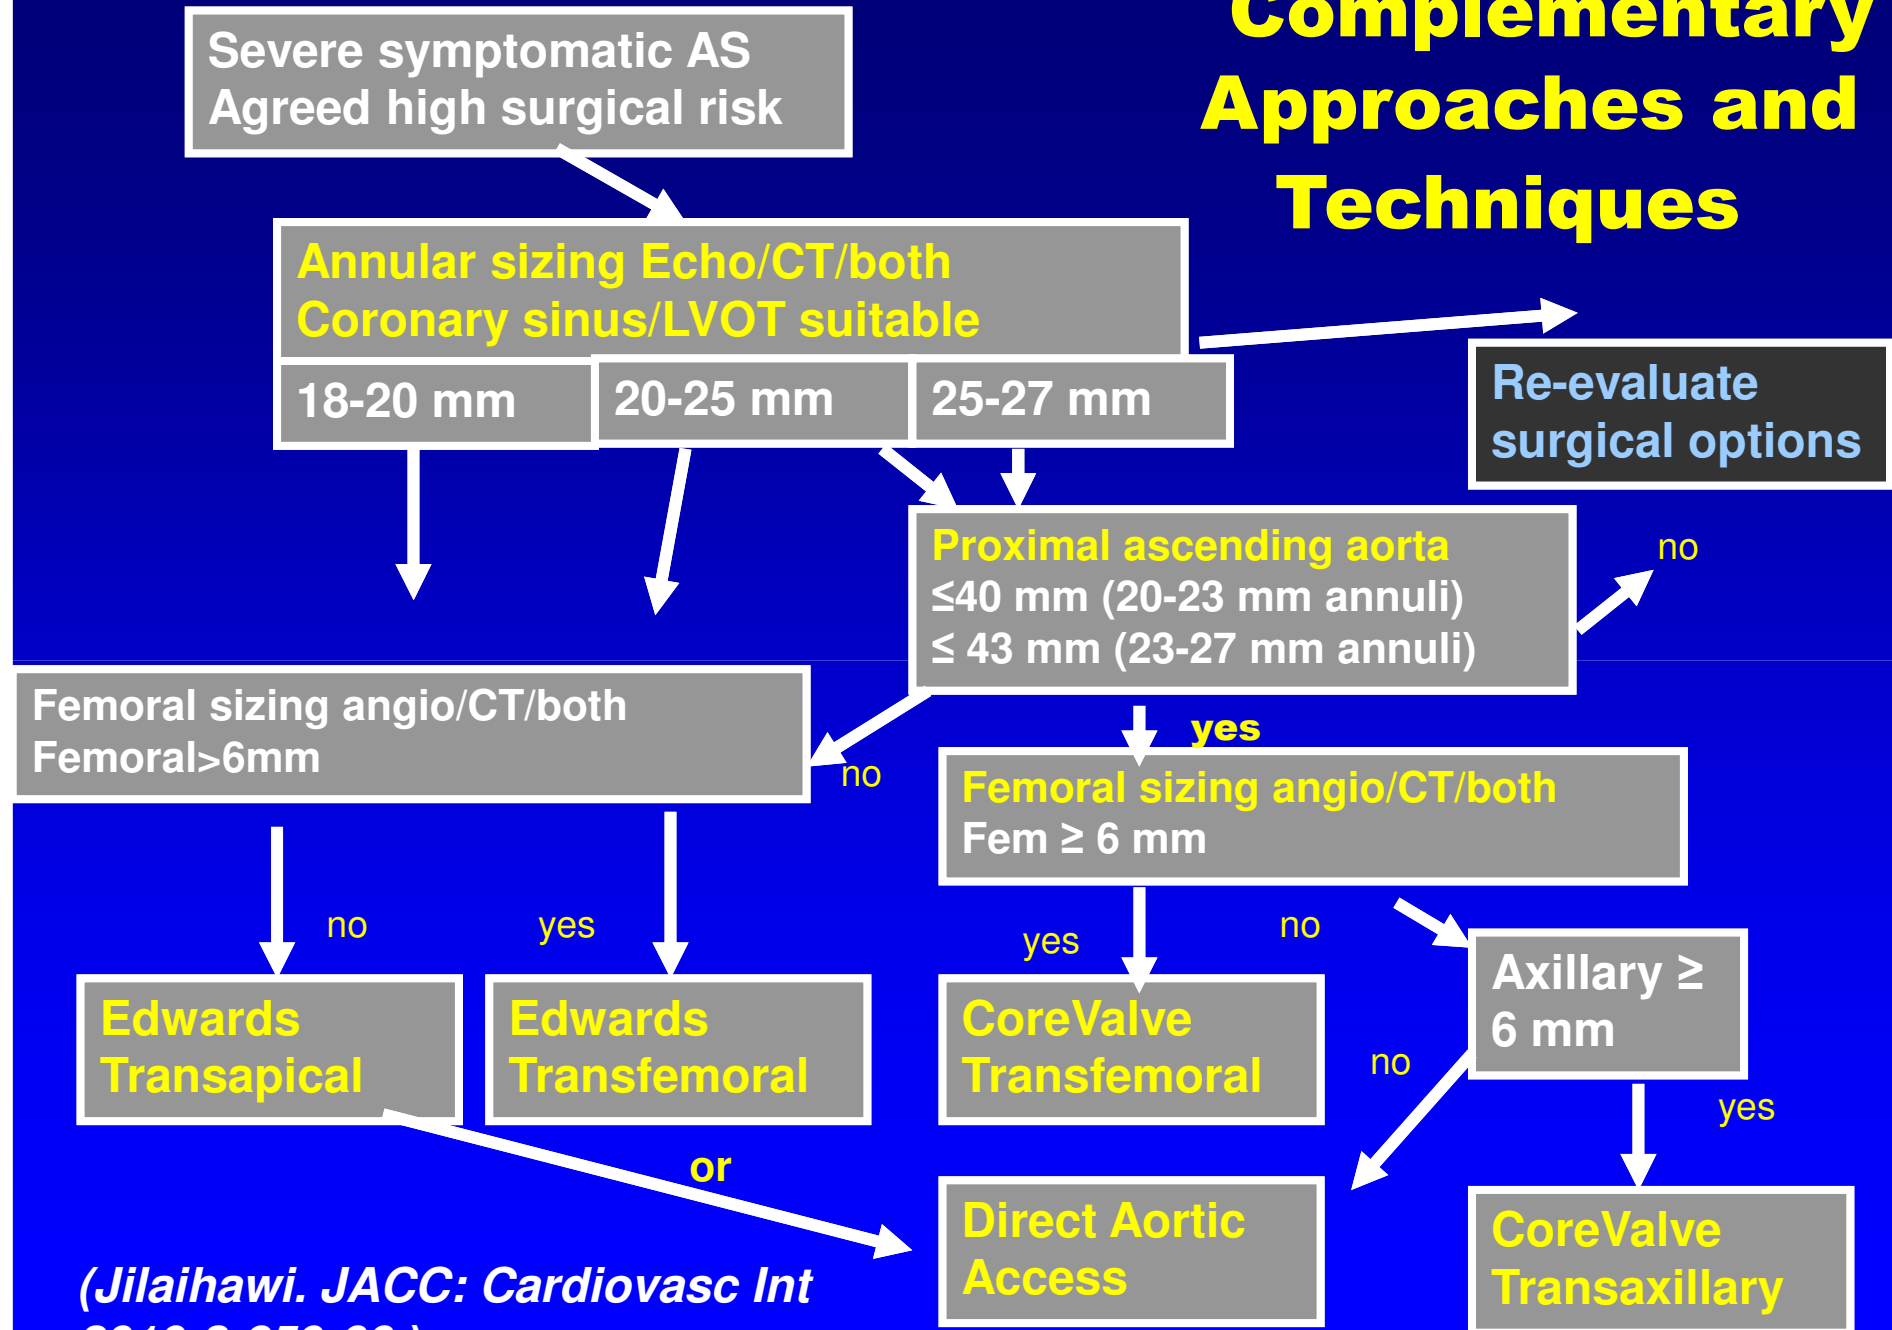 Complementary
Approaches and
Techniques
Severe symptomatic AS
Agreed high surgical risk
Annular sizing Echo/CT/both
Coronary sinus/LVOT suitable
18-20 mm
20-25 mm
25-27 mm
Re-evaluate
surgical options
Proximal ascending aorta
≤40 mm (20-23 mm annuli)
≤ 43 mm (23-27 mm annuli)
no
Femoral sizing angio/CT/both
Femoral>6mm
no
yes
Femoral sizing angio/CT/both
Fem ≥ 6 mm
no
yes
yes
no
Edwards
Transapical
Edwards
Transfemoral
CoreValve
Transfemoral
Axillary ≥
6 mm
no
yes
or
Direct Aortic
Access
CoreValve
Transaxillary
(Jilaihawi. JACC: Cardiovasc Int